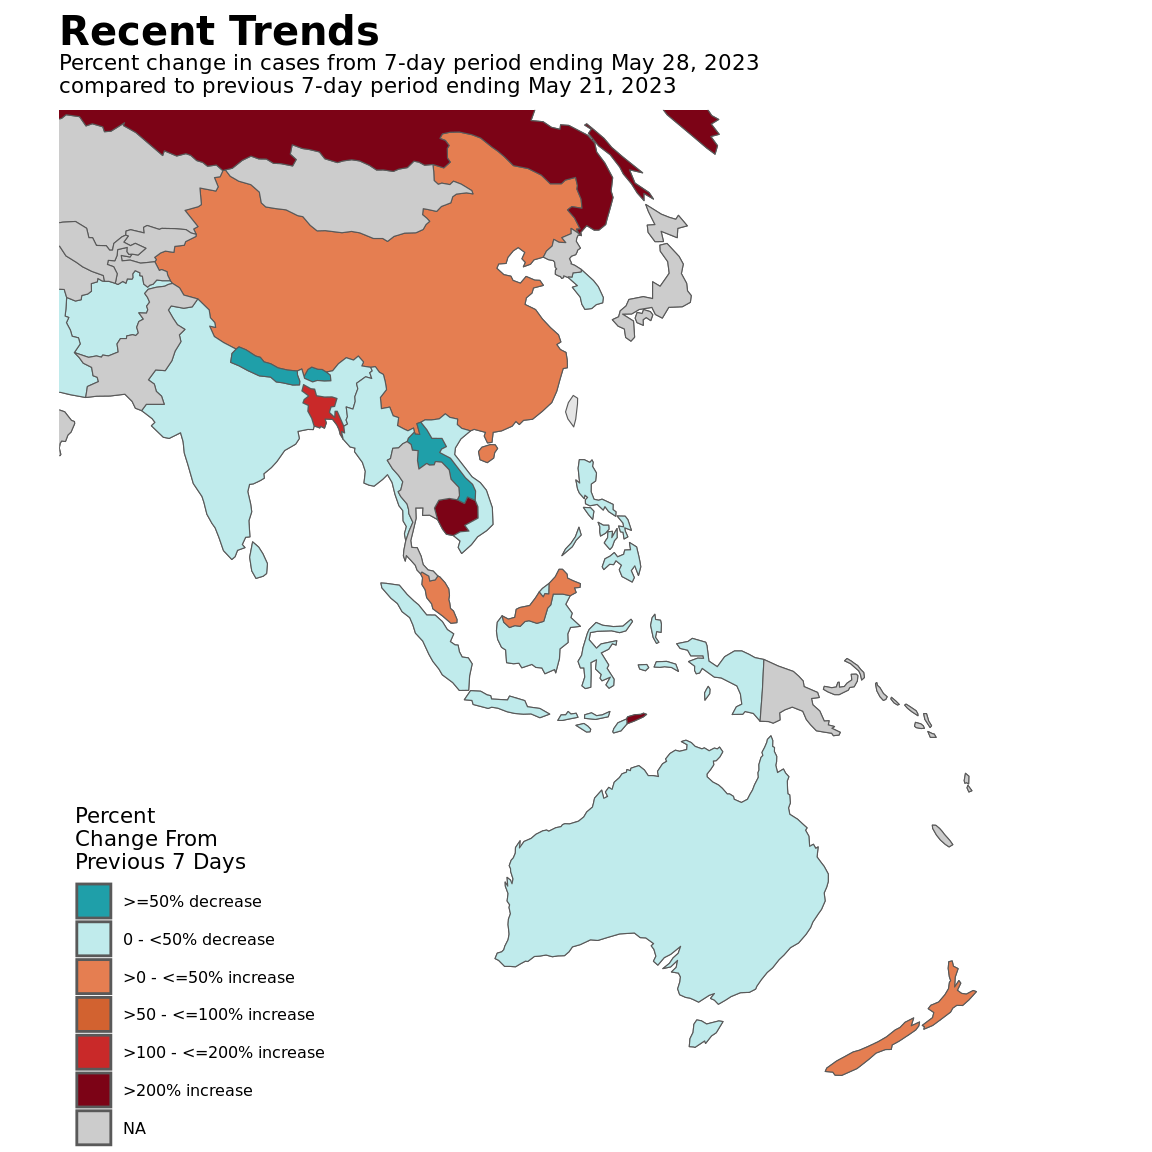 Recent Trends
Percent change in cases from 7-day period ending May 28, 2023
compared to previous 7-day period ending May 21, 2023
Percent
Change From
Previous 7 Days
>=50% decrease
0 - <50% decrease
>0 - <=50% increase
>50 - <=100% increase
>100 - <=200% increase
>200% increase
NA